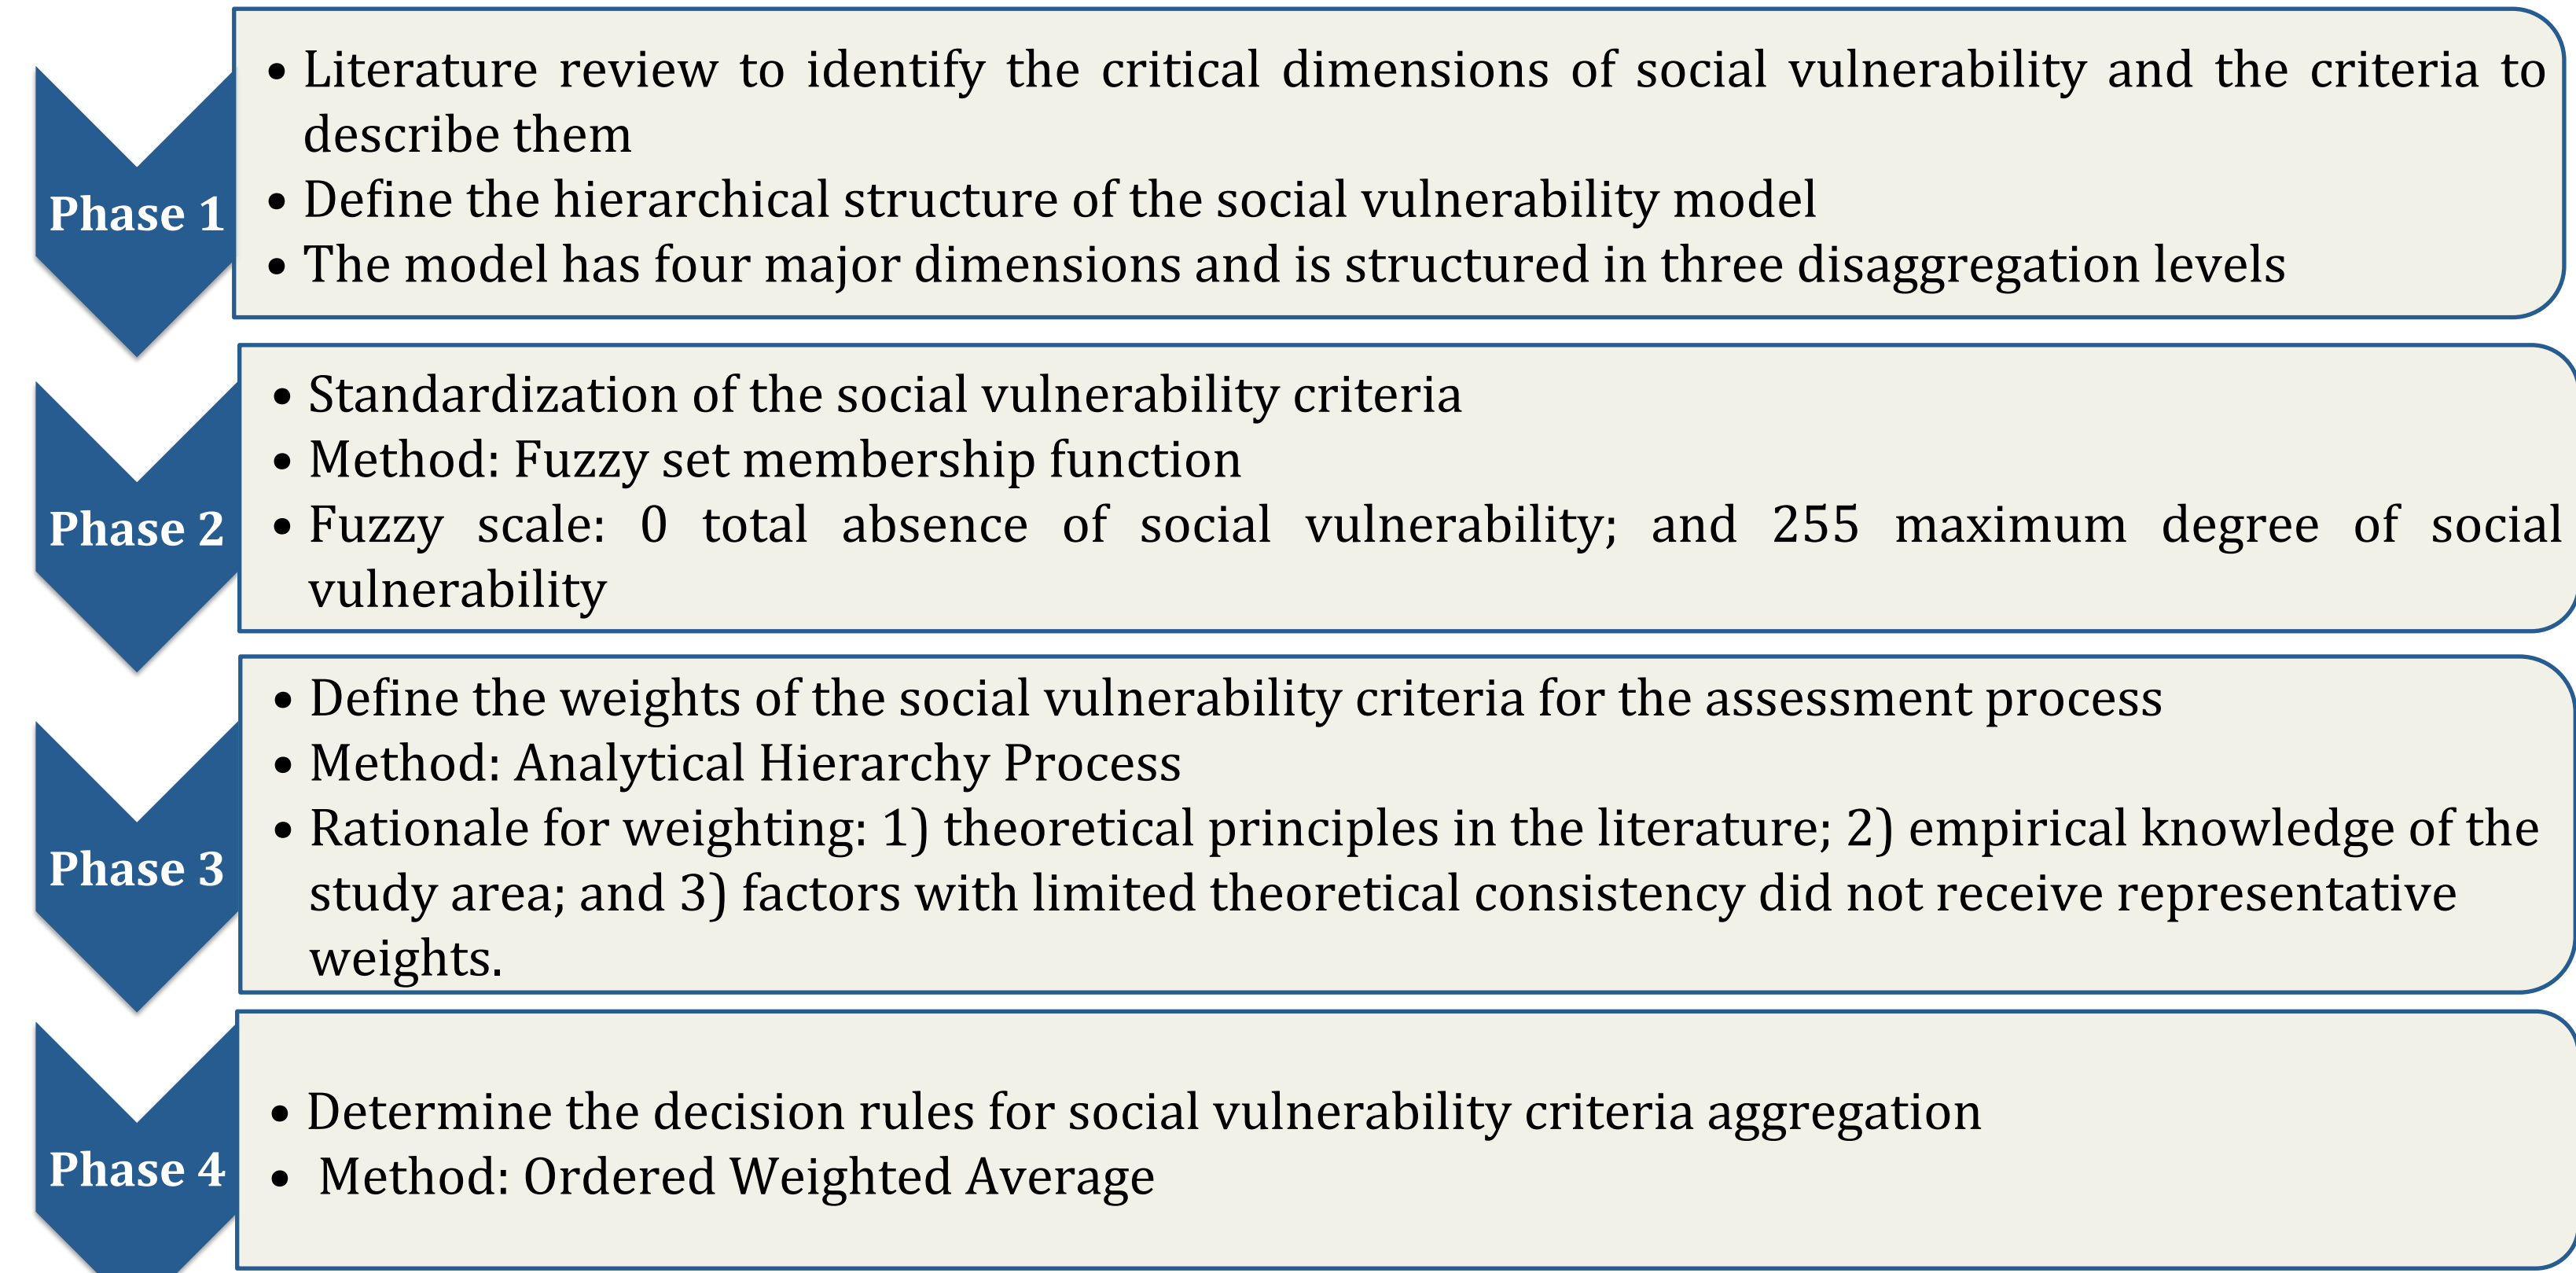 Phase 1
• Literature review to identify the critical dimensions of social vulnerability and the criteria to
describe them
• Define the hierarchical structure of the social vulnerability model
• The model has four major dimensions and is structured in three disaggregation levels
Phase 2
• Standardization of the social vulnerability criteria
• Method: Fuzzy set membership function
• Fuzzy scale: 0 total absence of social vulnerability; and 255 maximum degree of social
vulnerability
Phase 3
• Define the weights of the social vulnerability criteria for the assessment process
• Method: Analytical Hierarchy Process
• Rationale for weighting: 1) theoretical principles in the literature; 2) empirical knowledge of the
study area; and 3) factors with limited theoretical consistency did not receive representative
weights.
Phase 4
• Determine the decision rules for social vulnerability criteria aggregation
• Method: Ordered Weighted Average